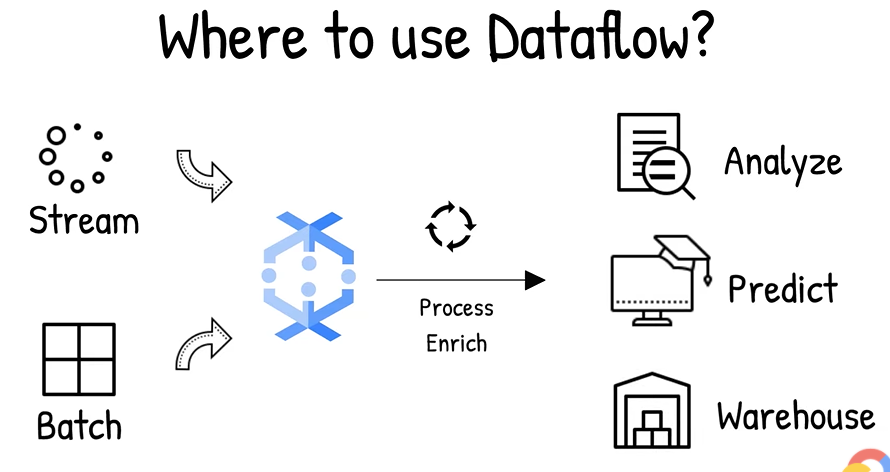 Where to use Dataflow?
Stream
Batch
Process
Enrich
Analyze
Predict
Warehouse